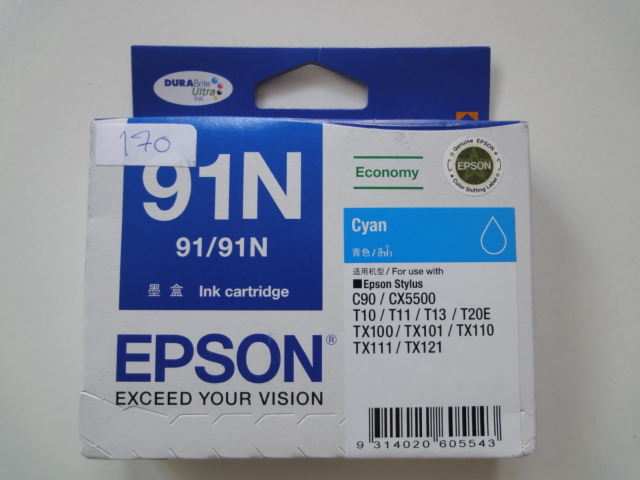 DURABrite
Ultra
170
91N
91/91N
墨盒 Ink cartridge
EPSON®
EXCEED YOUR VISION
Economy
Genuine EPSON
EPSON
Color Shifting Label
Cyan
青色 / สีฟ้า
适用机型 / For use with
■Epson Stylus
C90 / CX5500
T10 / T11 / T13 / T20E
TX100 / TX101 / TX110
TX111 / TX121
9 314020 605543